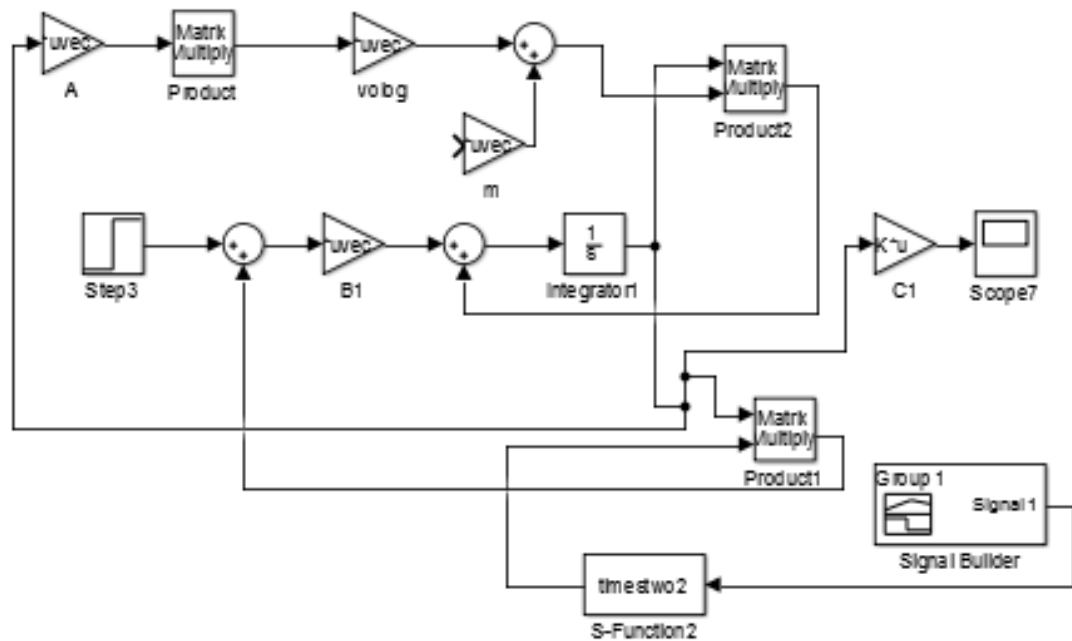 uvec
A
Matrix
Multiply
Product
uvec
volog
+
+
uvec
m
Matrix
Multiply
Product2
Step3
+
+
uvec
B1
+
+
1
s
Integrator1
K*u
C1
Scope7
Matrix
Multiply
Product1
Group 1
Signal 1
Signal Builder
timestwo2
S-Function2